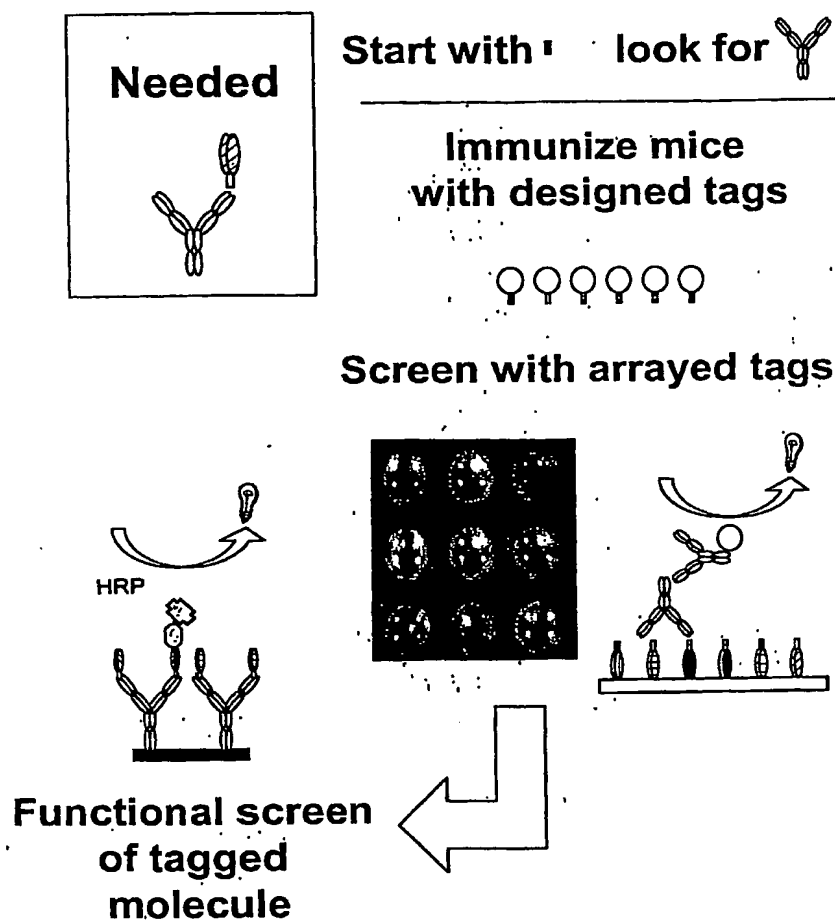 Needed
Start with look for
Immunize mice
with designed tags
Screen with arrayed tags
HRP
Functional screen
of tagged
molecule